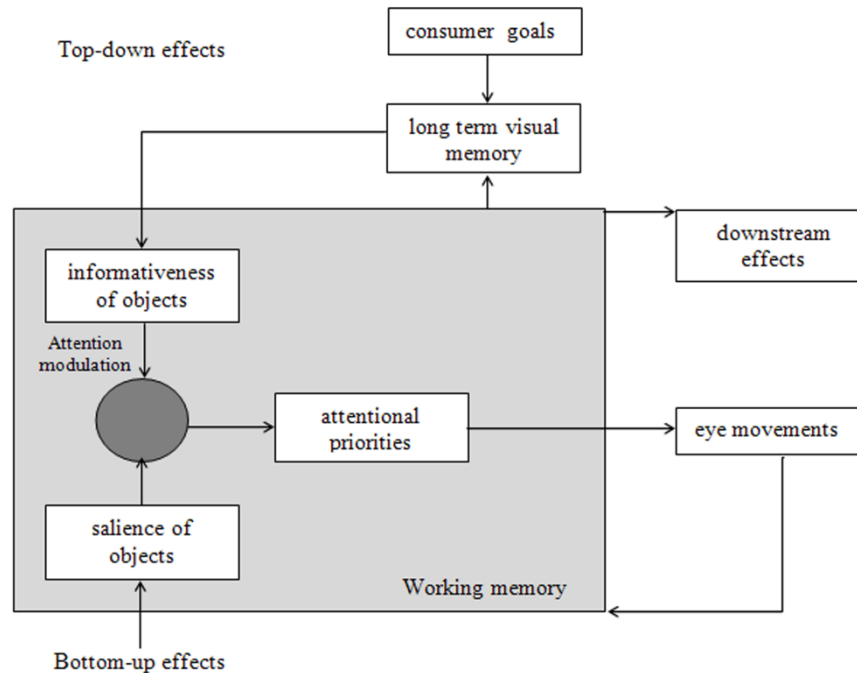 consumer goals
Top-down effects
long term visual
memory
downstream
effects
informativeness
of objects
Attention
modulation
attentional
priorities
eye movements
salience of
objects
Working memory
Bottom-up effects